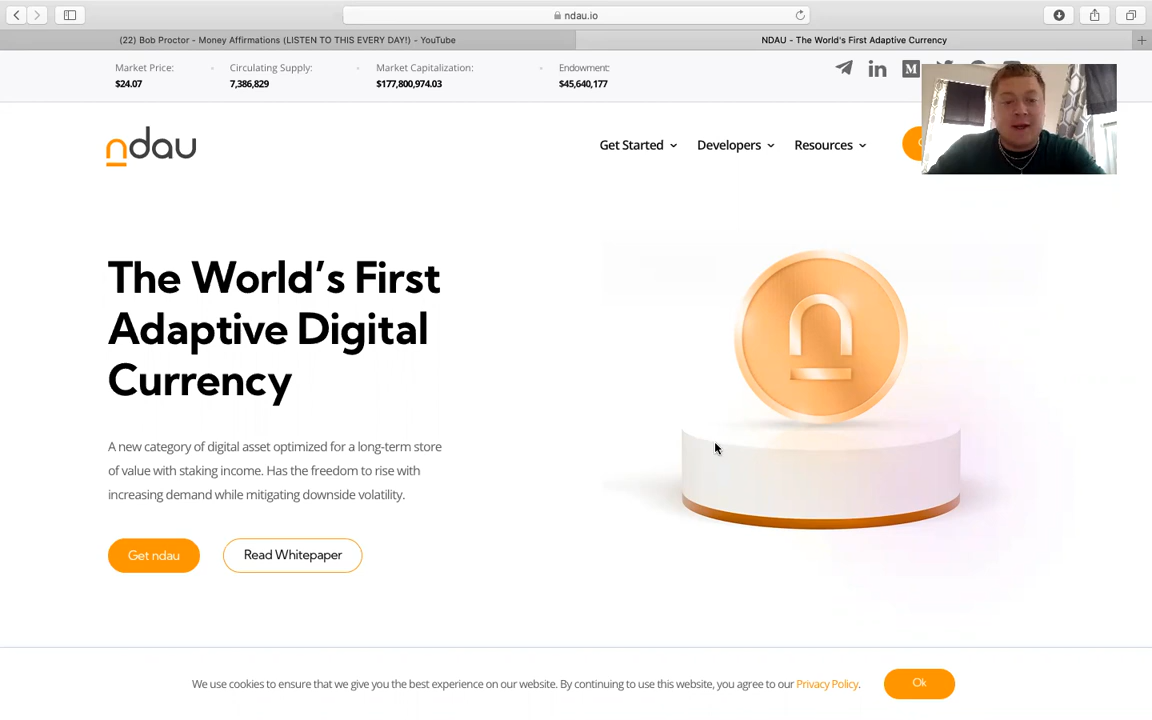 ndau.io
(22) Bob Proctor - Money Affirmations (LISTEN TO THIS EVERY DAY!) - YouTube
NDAU - The World's First Adaptive Currency
Market Price:
Circulating Supply:
Market Capitalization:
Endowment:
$24.07
7,386,829
$177,800,974.03
$45,640,177
ndau
Get Started
Developers
Resources
The World's First
Adaptive Digital
Currency
A new category of digital asset optimized for a long-term store
of value with staking income. Has the freedom to rise with
increasing demand while mitigating downside volatility.
Get ndau
Read Whitepaper
We use cookies to ensure that we give you the best experience on our website. By continuing to use this website, you agree to our Privacy Policy.
Ok